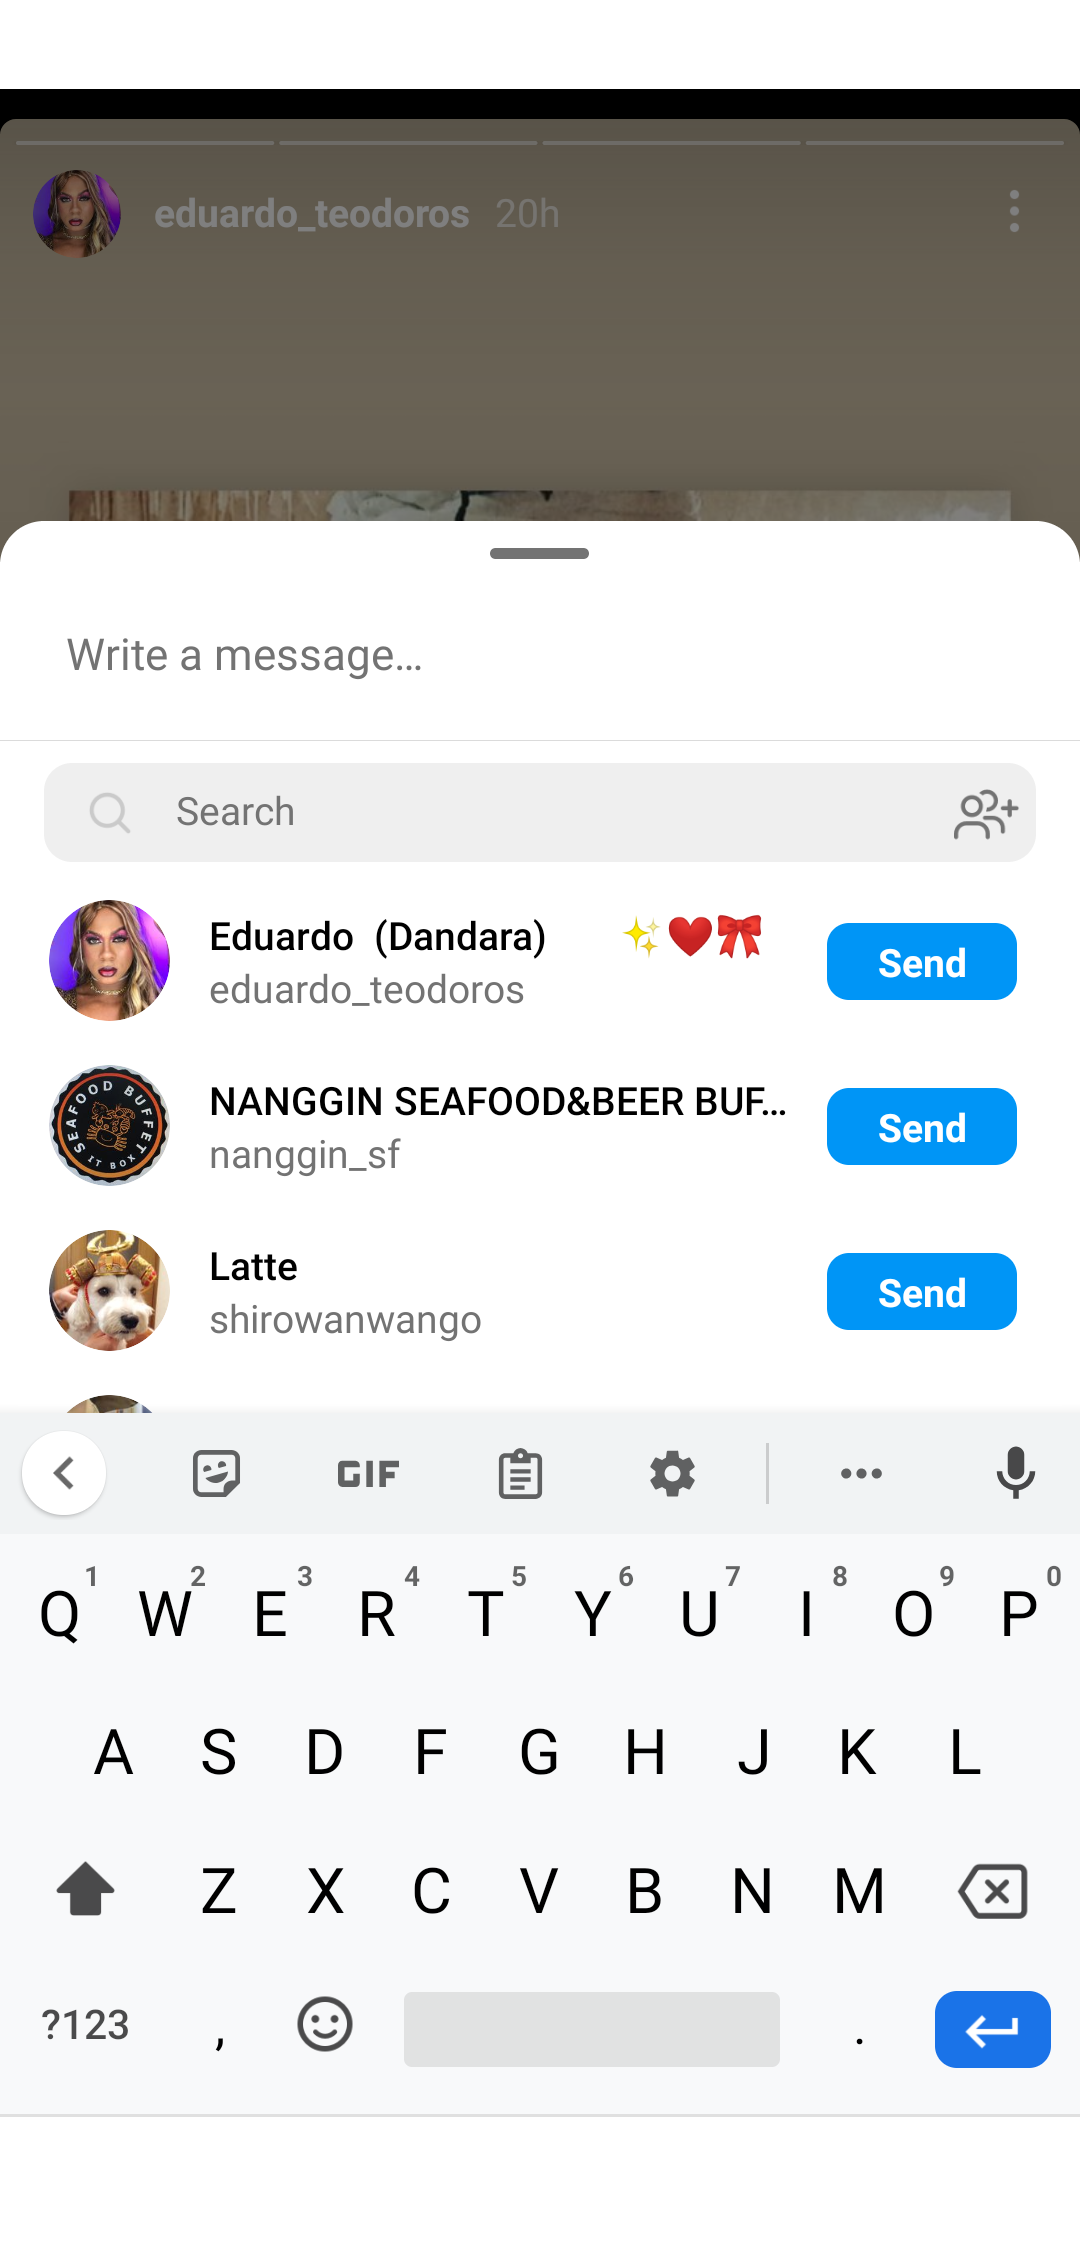 eduardo_teodoros 20h
Write a message...
Search
Eduardo (Dandara) ✨❤️🎀
eduardo_teodoros
Send
SEAFOOD BUFFET
IT BOX
NANGGIN SEAFOOD&BEER BUF...
nanggin_sf
Send
Latte
shirowanwango
Send
GIF
1 2 3 4 5 6 7 8 9 0
Q W E R T Y U I O P
A S D F G H J K L
Z X C V B N M
?123 , .